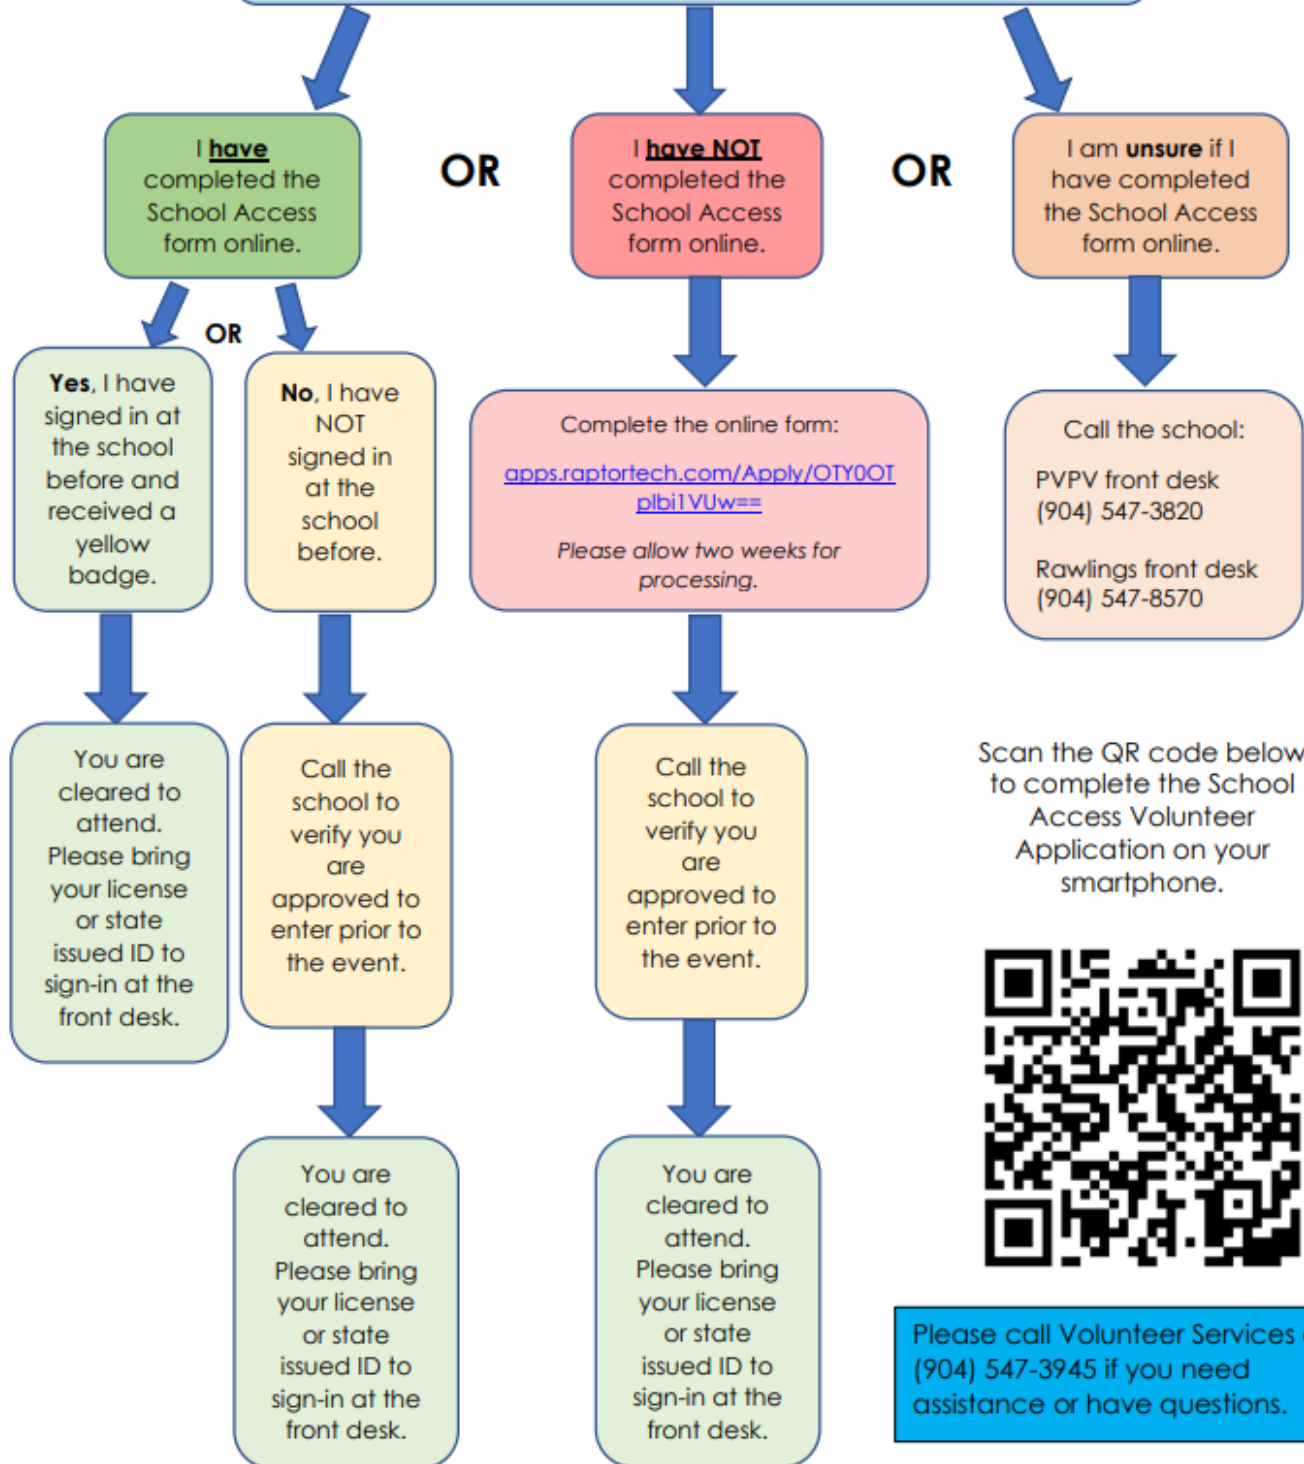 I have
completed the
School Access
form online.
OR
I have NOT
completed the
School Access
form online.
OR
I am unsure if I
have completed
the School Access
form online.
Yes, I have
signed in at
the school
before and
received a
yellow
badge.
OR
No, I have
NOT
signed in
at the
school
before.
Complete the online form:
apps.raptortech.com/Apply/OTY0OT
plbi1VUw==
Please allow two weeks for
processing.
Call the school:
PVPV front desk
(904) 547-3820
Rawlings front desk
(904) 547-8570
You are
cleared to
attend.
Please bring
your license
or state
issued ID to
sign-in at the
front desk.
Call the
school to
verify you
are
approved to
enter prior to
the event.
Call the
school to
verify you
are
approved to
enter prior to
the event.
Scan the QR code below
to complete the School
Access Volunteer
Application on your
smartphone.
You are
cleared to
attend.
Please bring
your license
or state
issued ID to
sign-in at the
front desk.
You are
cleared to
attend.
Please bring
your license
or state
issued ID to
sign-in at the
front desk.
Please call Volunteer Services
(904) 547-3945 if you need
assistance or have questions.